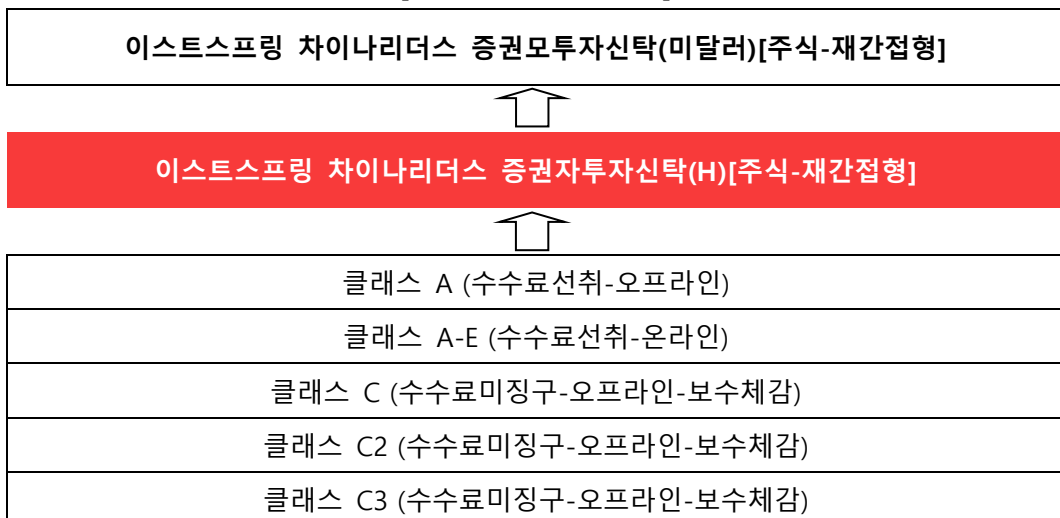 이스트스프링 차이나리더스 증권모투자신탁(미달러)[주식-재간접형]
이스트스프링 차이나리더스 증권자투자신탁(H)[주식-재간접형]
클래스 A (수수료선취-오프라인)
클래스 A-E (수수료선취-온라인)
클래스 C (수수료미징구-오프라인-보수체감)
클래스 C2 (수수료미징구-오프라인-보수체감)
클래스 C3 (수수료미징구-오프라인-보수체감)